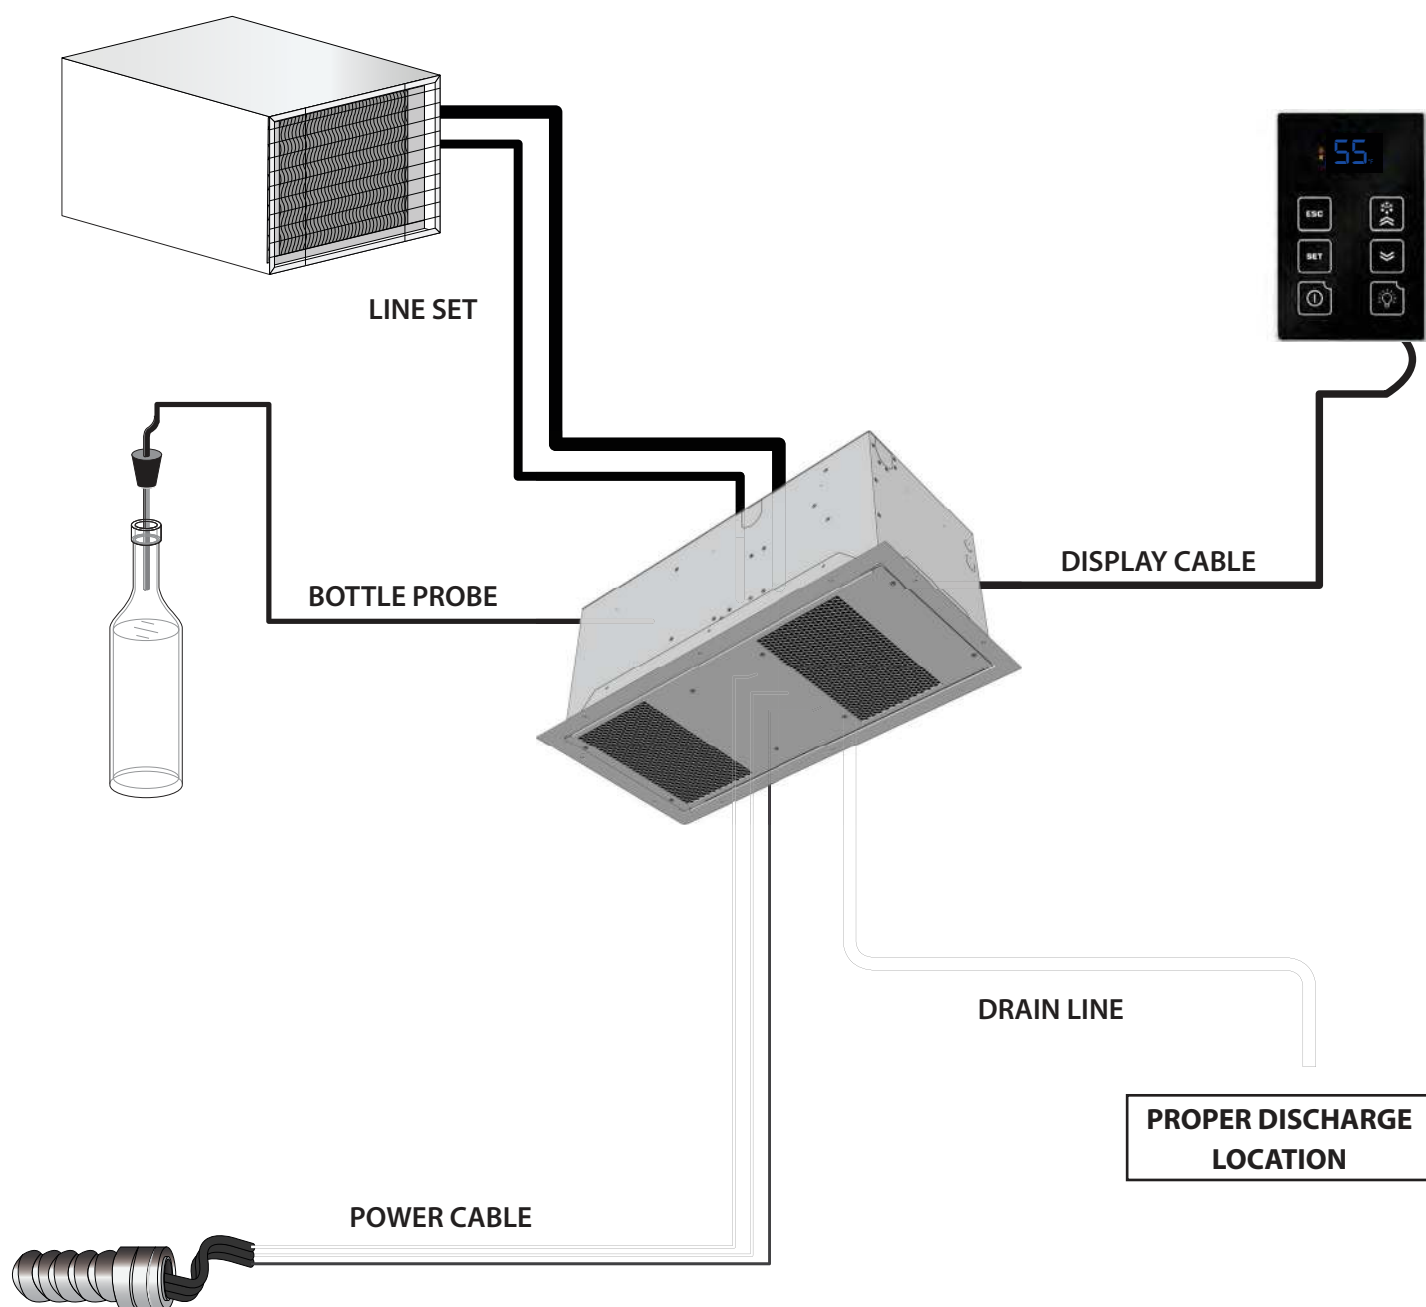 55
ESC
SET
LINE SET
DISPLAY CABLE
BOTTLE PROBE
DRAIN LINE
PROPER DISCHARGE
LOCATION
POWER CABLE